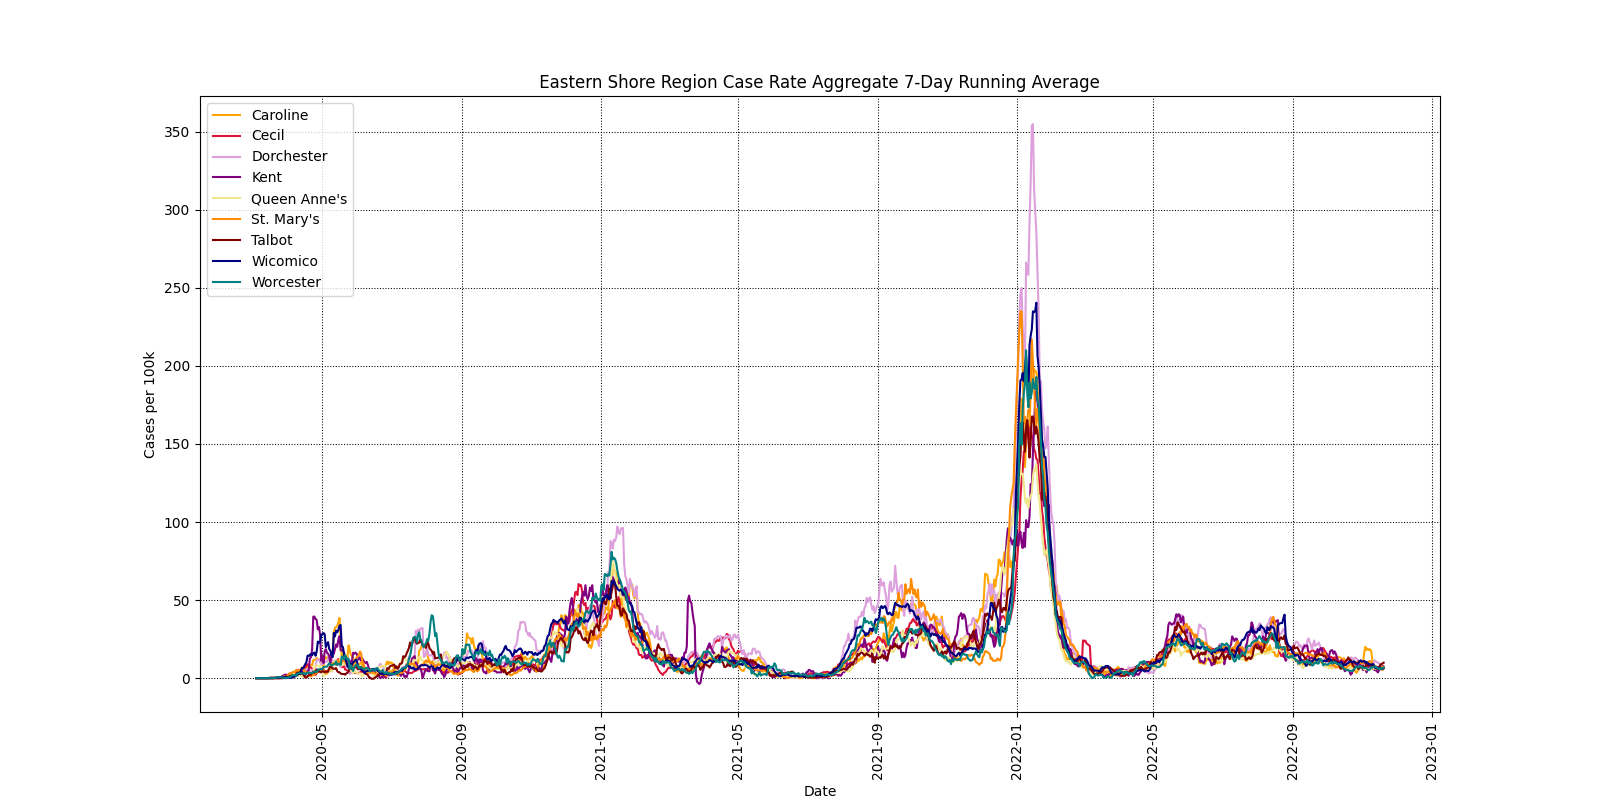 Eastern Shore Region Case Rate Aggregate 7-Day Running Average
Cases per 100k
350
300
250
200
150
100
50
0
Caroline
Cecil
Dorchester
Kent
Queen Anne's
St. Mary's
Talbot
Wicomico
Worcester
2020-05
2020-09
2021-01
2021-05
2021-09
2022-01
2022-05
2022-09
2023-01
Date